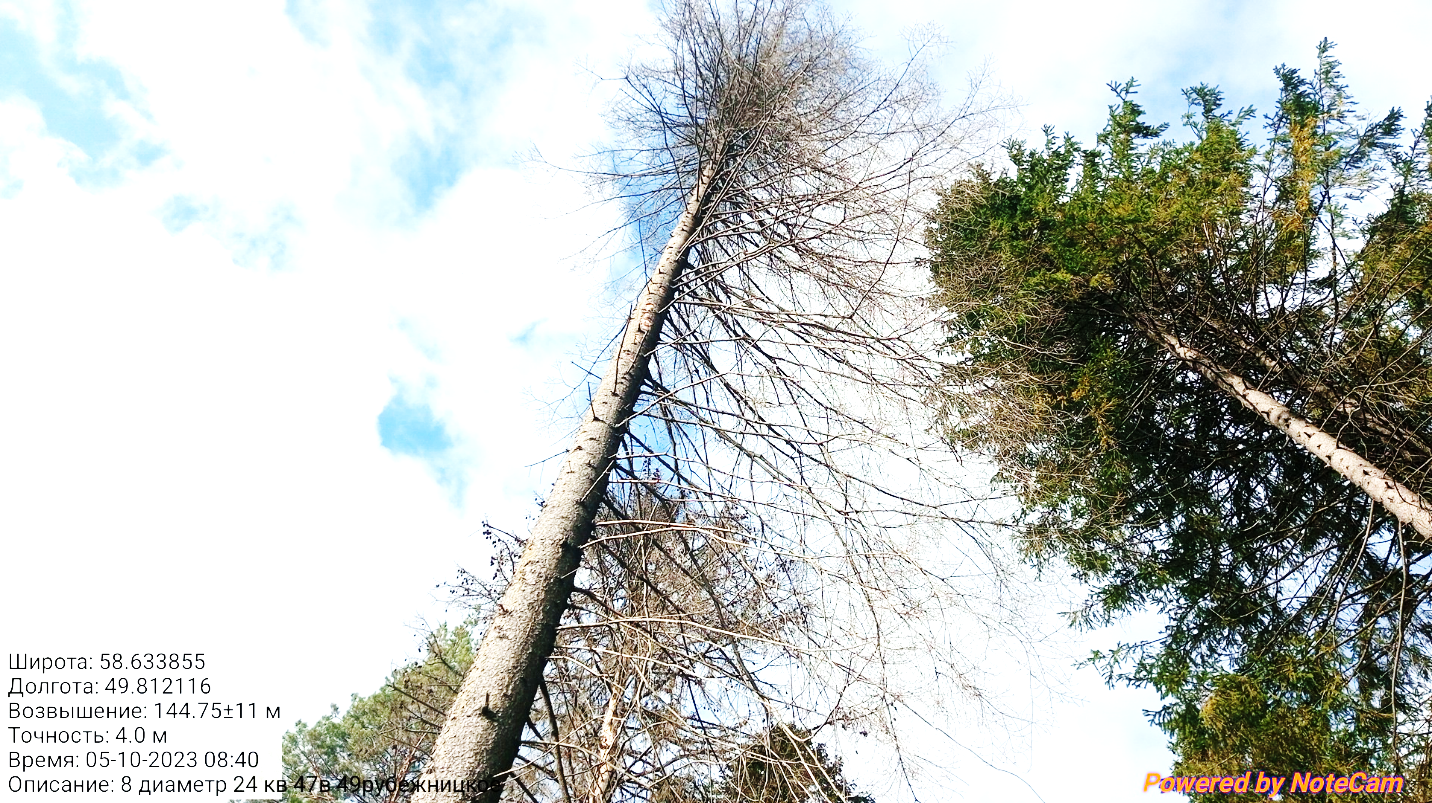 Широта: 58.633855
Долгота: 49.812116
Возвышение: 144.75±11 м
Точность: 4.0 м
Время: 05-10-2023 08:40
Описание: 8 диаметр 24 кв 47в 49рубежницкое
Powered by NoteCam